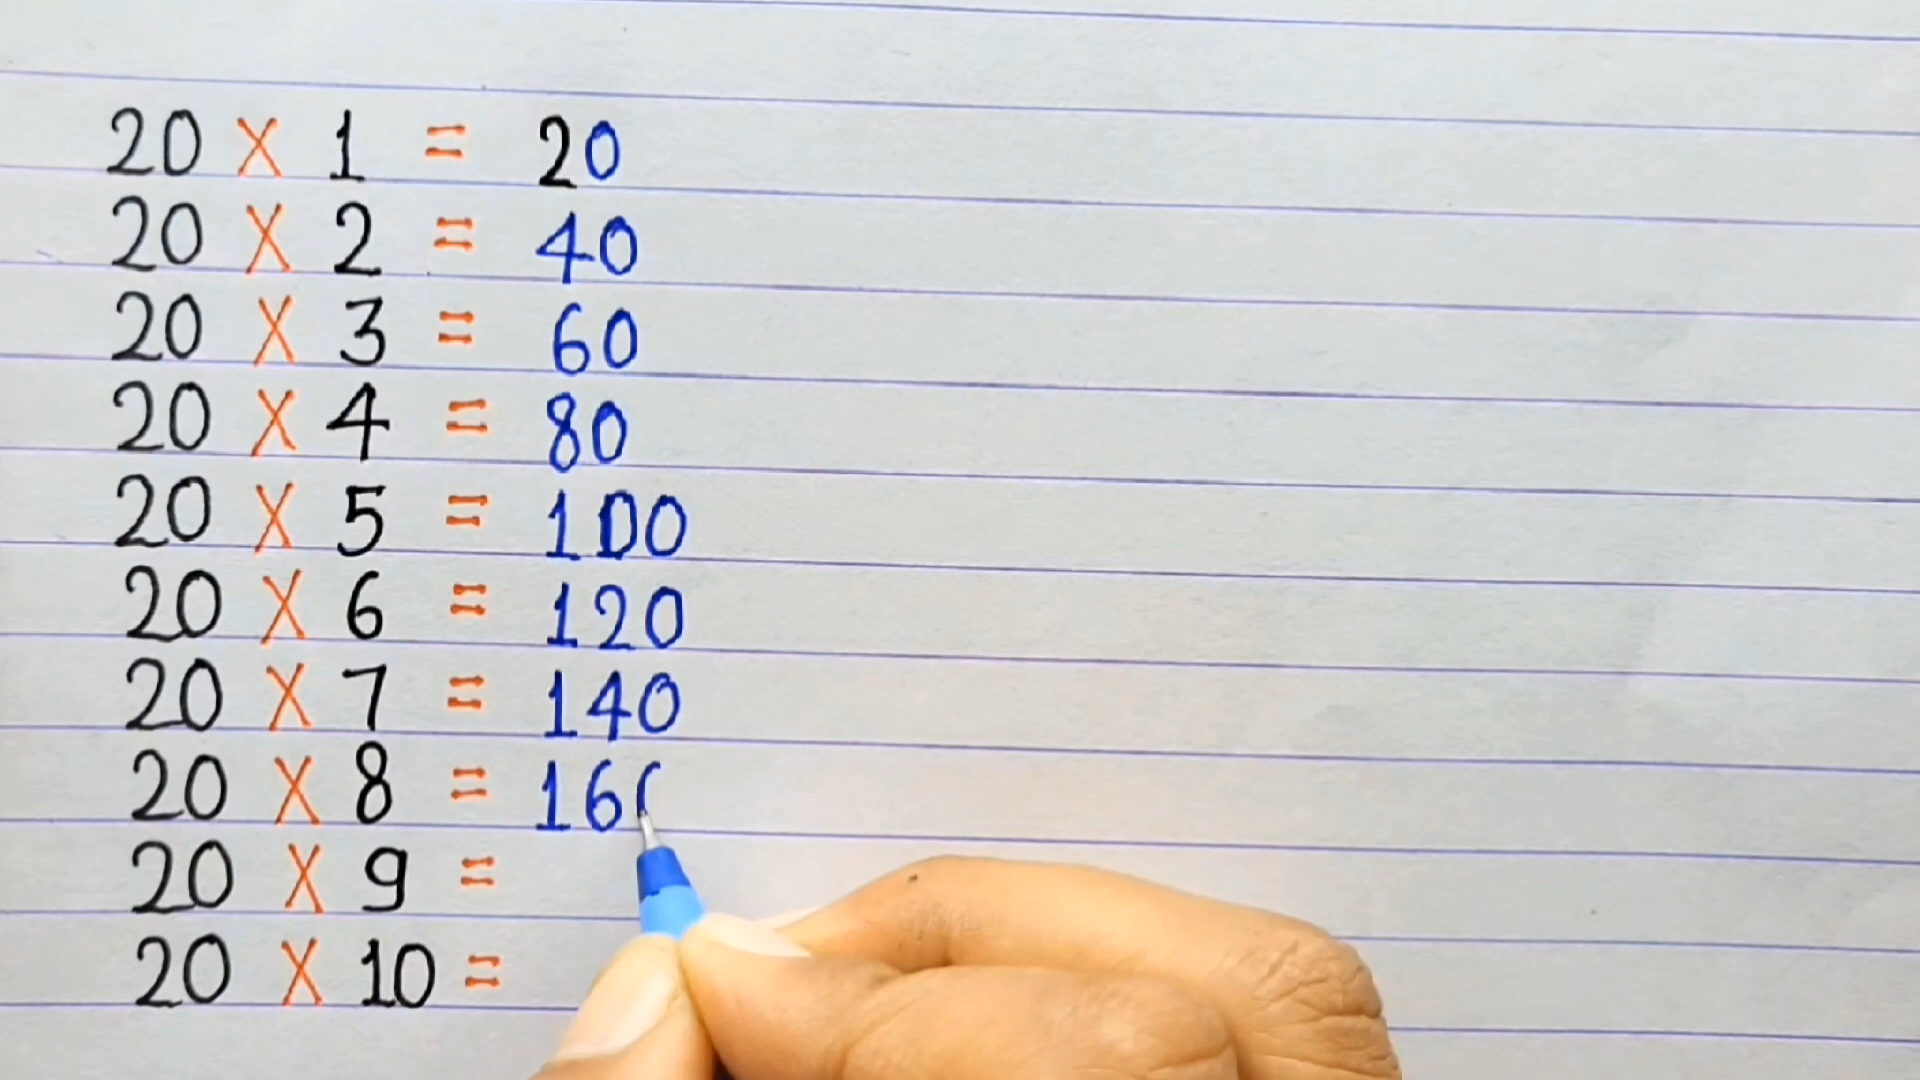 20 X 1 = 20
20 X 2 = 40
20 X 3 = 60
20 X 4 = 80
20 X 5 = 100
20 X 6 = 120
20 X 7 = 140
20 X 8 = 160
20 X 9 =
20 X 10 =